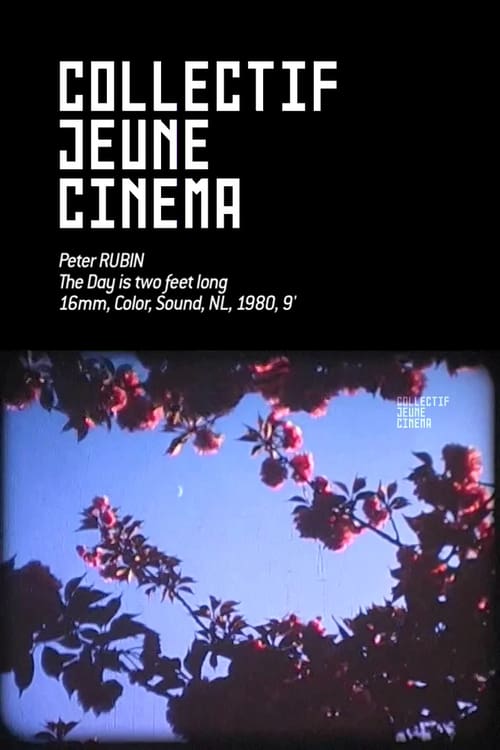 COLLECTIF
JEUNE
CINEMA
Peter RUBIN
The Day is two feet long
16mm, Color, Sound, NL, 1980, 9'
COLLECTIF
JEUNE
CINEMA